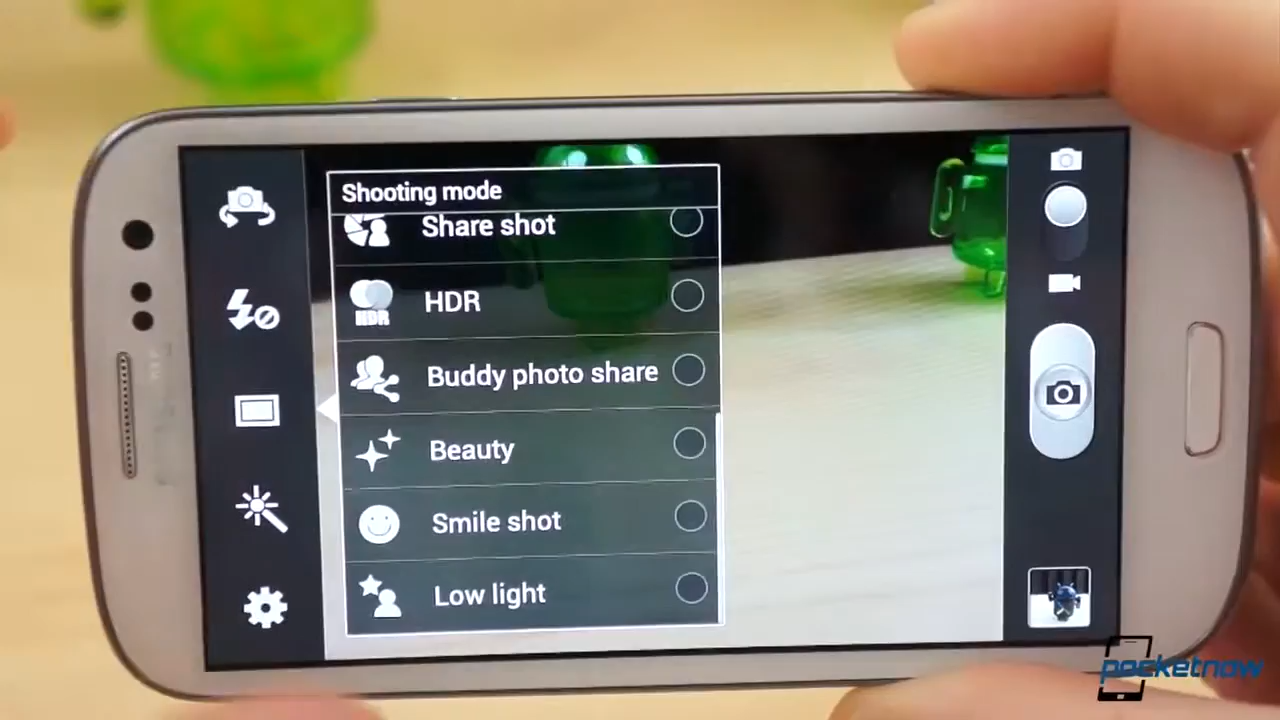 Shooting mode
Share shot
HDR
HDR
Buddy photo share
Beauty
Smile shot
Low light
pocketnow